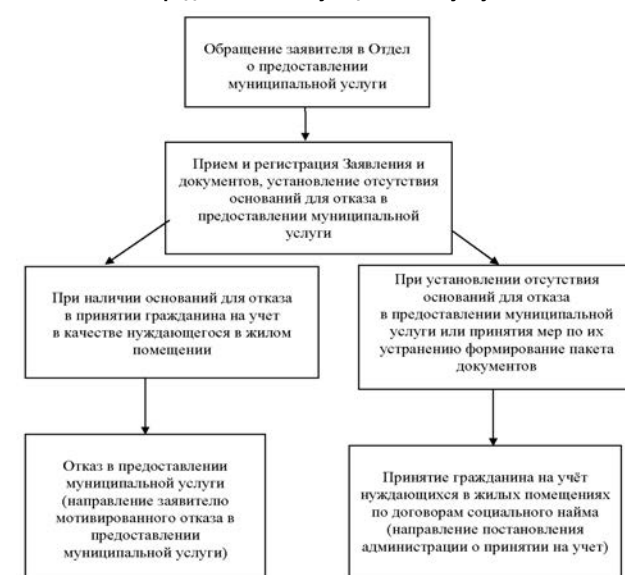 Обращение заявителя в Отдел
о предоставлении
муниципальной услуги
Прием и регистрация Заявления и
документов, установление отсутствия
оснований для отказа в
предоставлении муниципальной
услуги
При наличии оснований для отказа
в принятии гражданина на учет
в качестве нуждающегося в жилом
помещении
При установлении отсутствия
оснований для отказа
в предоставлении муниципальной
услуги или принятия мер по их
устранению формирование пакета
документов
Отказ в предоставлении
муниципальной услуги
(направление заявителю
мотивированного отказа в
предоставлении
муниципальной услуги)
Принятие гражданина на учёт
нуждающихся в жилых помещениях
по договорам социального найма
(направление постановления
администрации о принятии на учет)